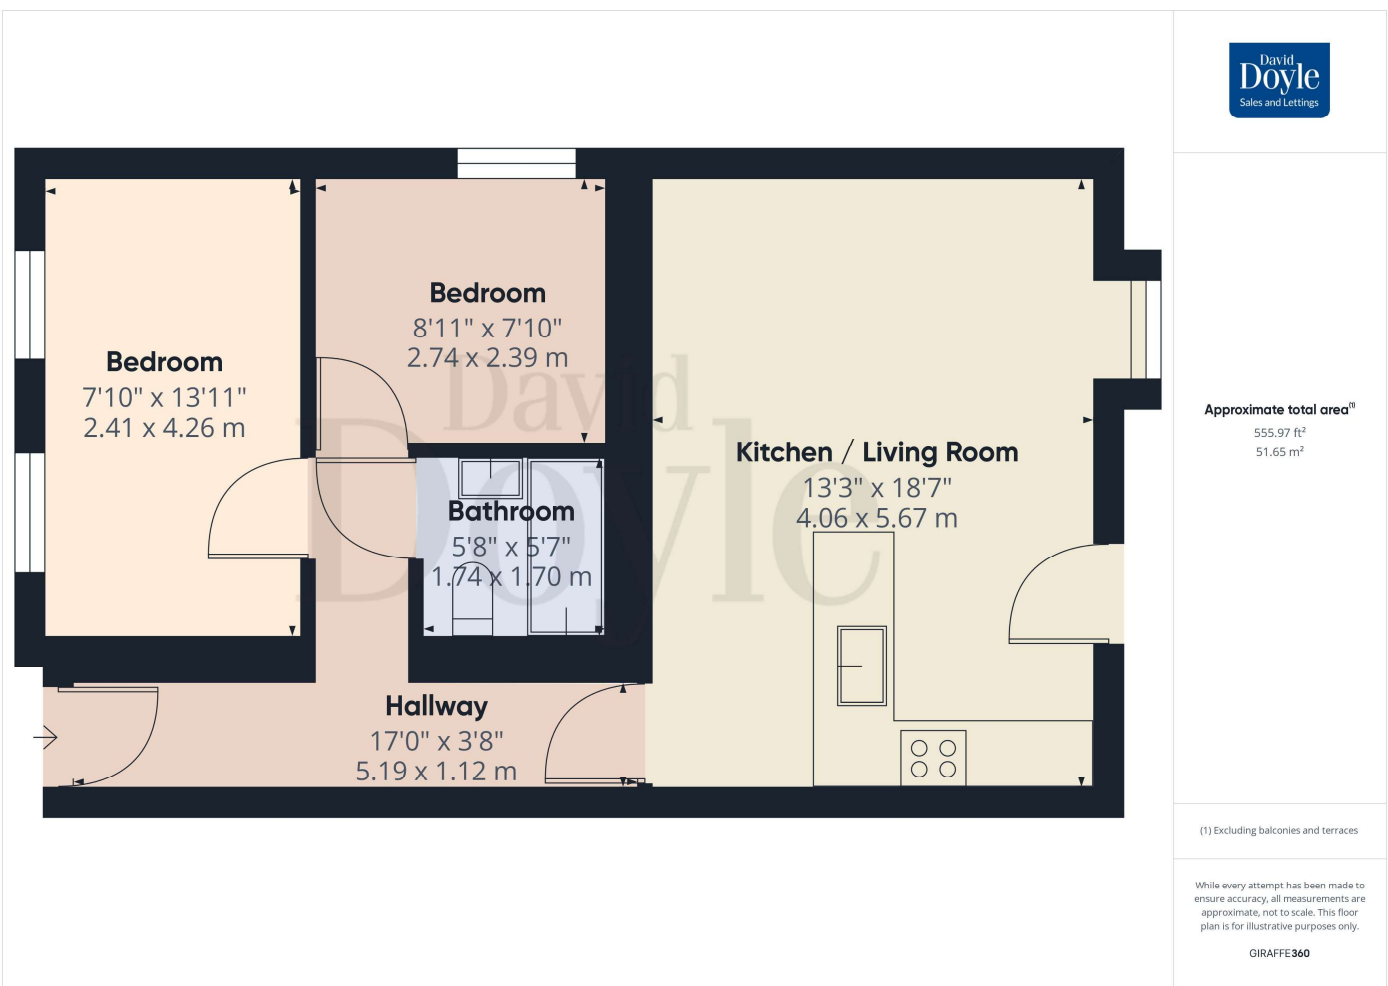 David
Doyle
Sales and Lettings
Bedroom
8'11" x 7'10"
2.74 x 2.39 m
Bedroom
7'10" x 13'11"
2.41 x 4.26 m
David
Doyle
Kitchen / Living Room
13'3" x 18'7"
4.06 x 5.67 m
Bathroom
5'8" x 5'7"
1.74 x 1.70 m
Hallway
17'0" x 3'8"
5.19 x 1.12 m
Approximate total area(1)
555.97 ft²
51.65 m²
(1) Excluding balconies and terraces
While every attempt has been made to
ensure accuracy, all measurements are
approximate, not to scale. This floor
plan is for illustrative purposes only.
GIRAFFE360